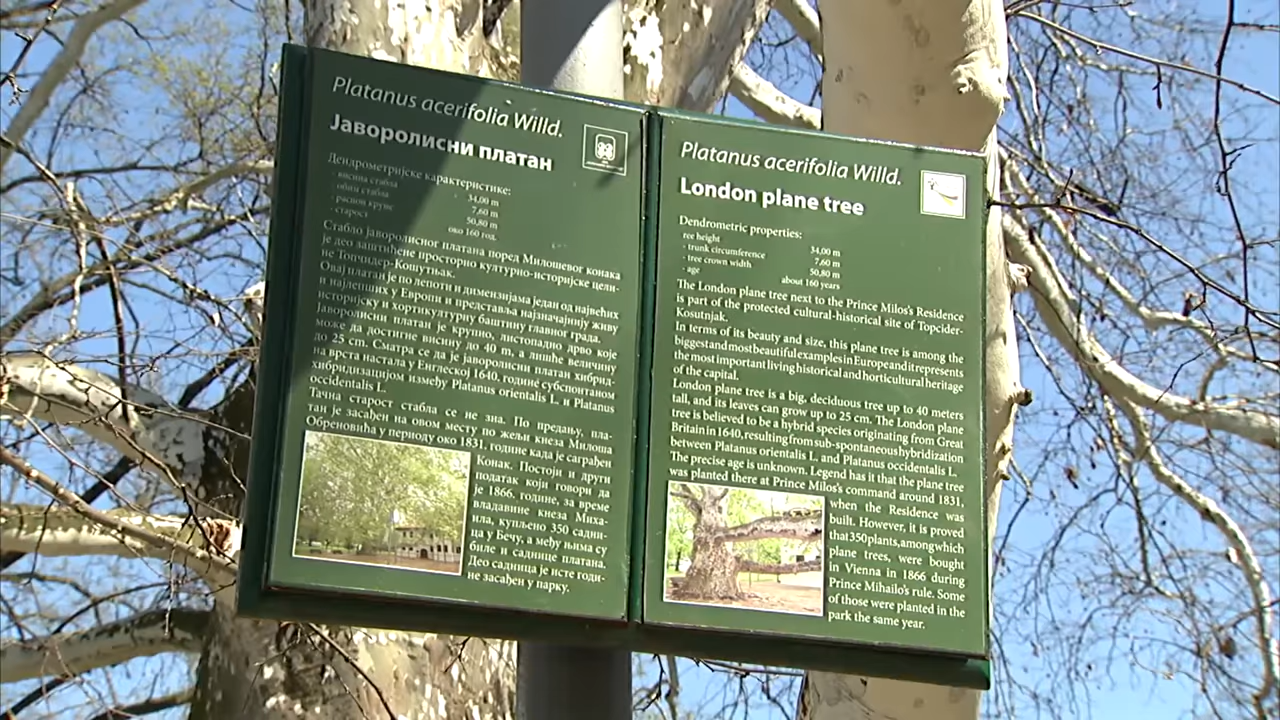 Platanus acerifolia Willd.
Јаворолисни платан
Дендрометријске карактеристике:
· висина стабла 34,00 m
· обим стабла 7,60 m
· распон круне 50,80 m
· старост око 160 год.
Стабло јаворолисног платана поред Милошевог конака
је део заштићене просторно културно-историјске цели-
не Топчидер-Кошутњак.
Овај платан је по лепоти и димензијама један од највећих
и најлепших у Европи и представља најзначајнију живу
историјску и хортикултурну баштину главног града.
Јаворолисни платан је крупно, листопадно дрво које
може да достигне висину до 40 m, а лишће величину
до 25 cm. Сматра се да је јаворолисни платан хибрид-
на врста настала у Енглеској 1640. године субспонтаном
хибридизацијом између Platanus orientalis L. и Platanus
occidentalis L.
Тачна старост стабла се не зна. По предању, пла-
тан је засађен на овом месту по жељи кнеза Милоша
Обреновића у периоду око 1831. године када је саграђен
Конак. Постоји и други
податак који говори да
је 1866. године, за време
владавине кнеза Миха-
ила, купљено 350 садни-
ца у Бечу, а међу њима су
биле и саднице платана.
Део садница је исте годи-
не засађен у парку.
Platanus acerifolia Willd.
London plane tree
Dendrometric properties:
ree height 34,00 m
· trunk circumference 7,60 m
· tree crown width 50,80 m
· age about 160 years
The London plane tree next to the Prince Milos's Residence
is part of the protected cultural-historical site of Topcider-
Kosutnjak.
In terms of its beauty and size, this plane tree is among the
biggest and most beautiful examples in Europe and it represents
the most important living historical and horticultural heritage
of the capital.
London plane tree is a big, deciduous tree up to 40 meters
tall, and its leaves can grow up to 25 cm. The London plane
tree is believed to be a hybrid species originating from Great
Britain in 1640, resulting from sub-spontaneous hybridization
between Platanus orientalis L. and Platanus occidentalis L.
The precise age is unknown. Legend has it that the plane tree
was planted there at Prince Milos's command around 1831,
when the Residence was
built. However, it is proved
that 350 plants, among which
plane trees, were bought
in Vienna in 1866 during
Prince Mihailo's rule. Some
of those were planted in the
park the same year.